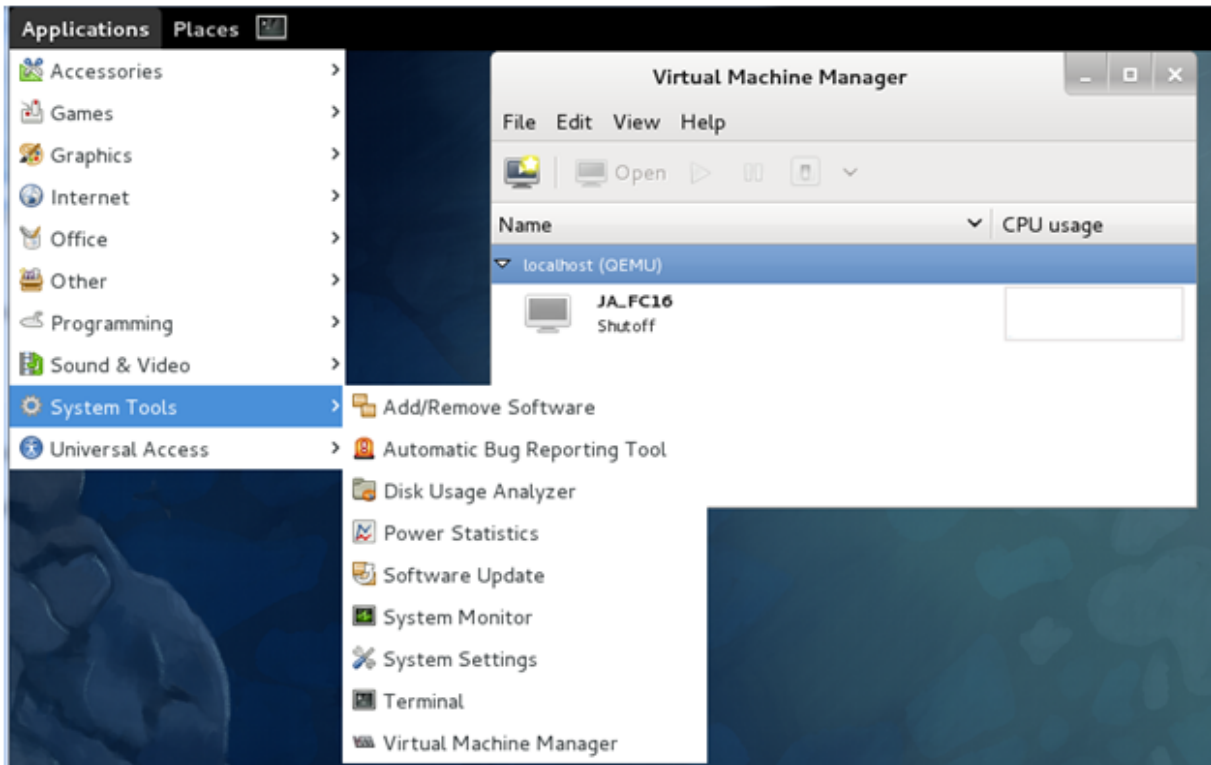 Applications Places
Accessories
Games
Graphics
Internet
Office
Other
Programming
Sound & Video
System Tools
Universal Access
Add/Remove Software
Automatic Bug Reporting Tool
Disk Usage Analyzer
Power Statistics
Software Update
System Monitor
System Settings
Terminal
Virtual Machine Manager
Virtual Machine Manager
File Edit View Help
Open
Name CPU usage
localhost (QEMU)
JA_FC16
Shutoff